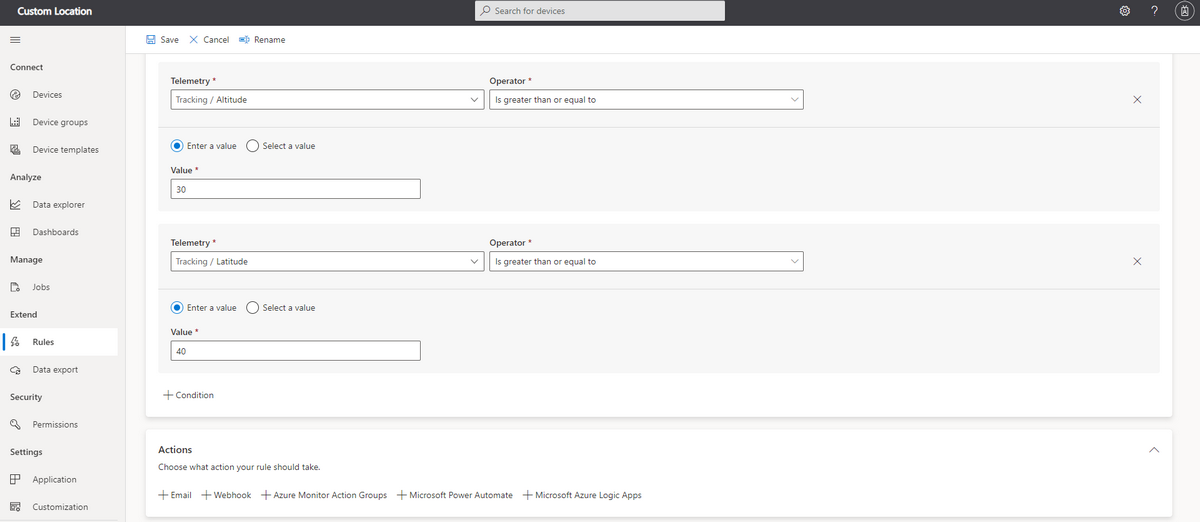 Custom Location
Search for devices
Save Cancel Rename
Connect
Devices
Device groups
Device templates
Analyze
Data explorer
Dashboards
Manage
Jobs
Extend
Rules
Data export
Security
Permissions
Settings
Application
Customization
Telemetry * Operator *
Tracking / Altitude Is greater than or equal to
Enter a value Select a value
Value *
30
Telemetry * Operator *
Tracking / Latitude Is greater than or equal to
Enter a value Select a value
Value *
40
+ Condition
Actions
Choose what action your rule should take.
+ Email + Webhook + Azure Monitor Action Groups + Microsoft Power Automate + Microsoft Azure Logic Apps